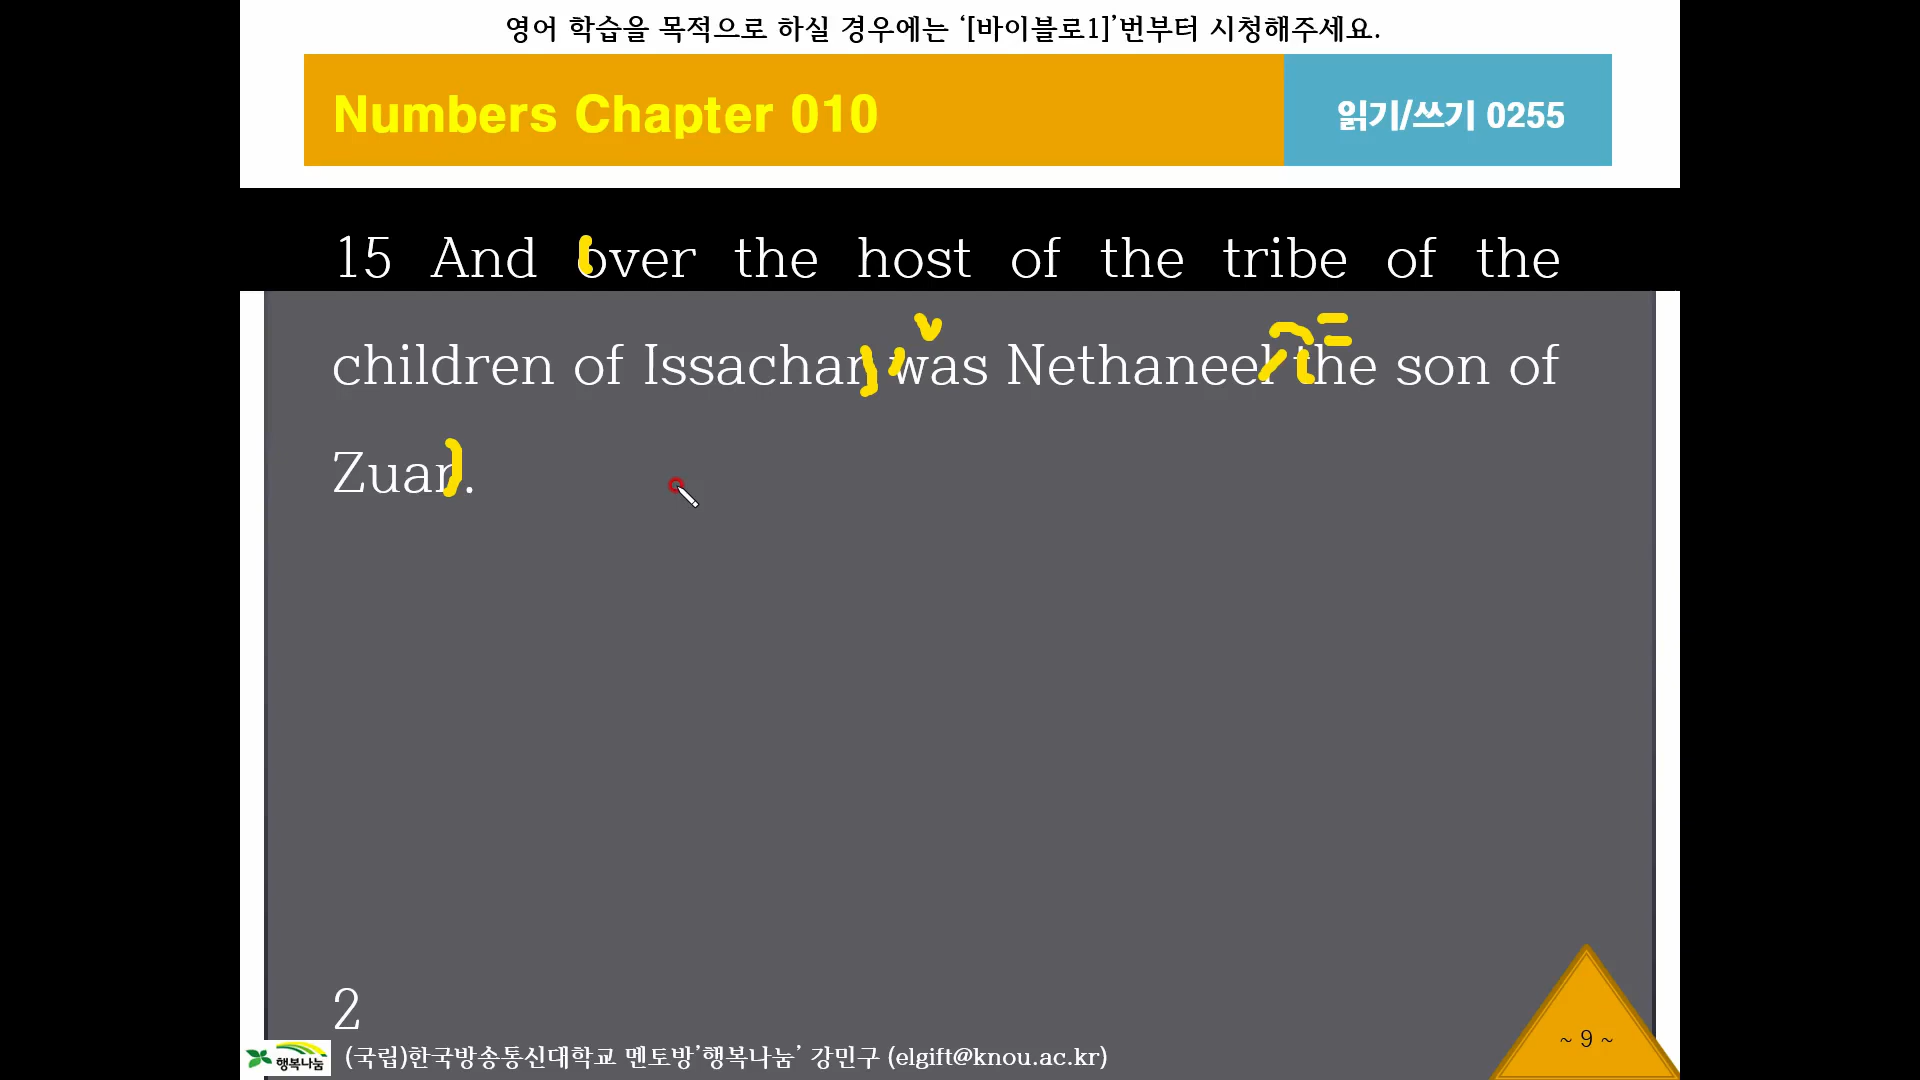 영어 학습을 목적으로 하실 경우에는 ‘[바이블로1]’번부터 시청해주세요.
Numbers Chapter 010
읽기/쓰기 0255
15 And over the host of the tribe of the
children of Issachar was Nethaneel the son of
Zuar.
2
행복나눔
(국립)한국방송통신대학교 멘토방’행복나눔’ 강민구 (elgift@knou.ac.kr)
~ 9 ~